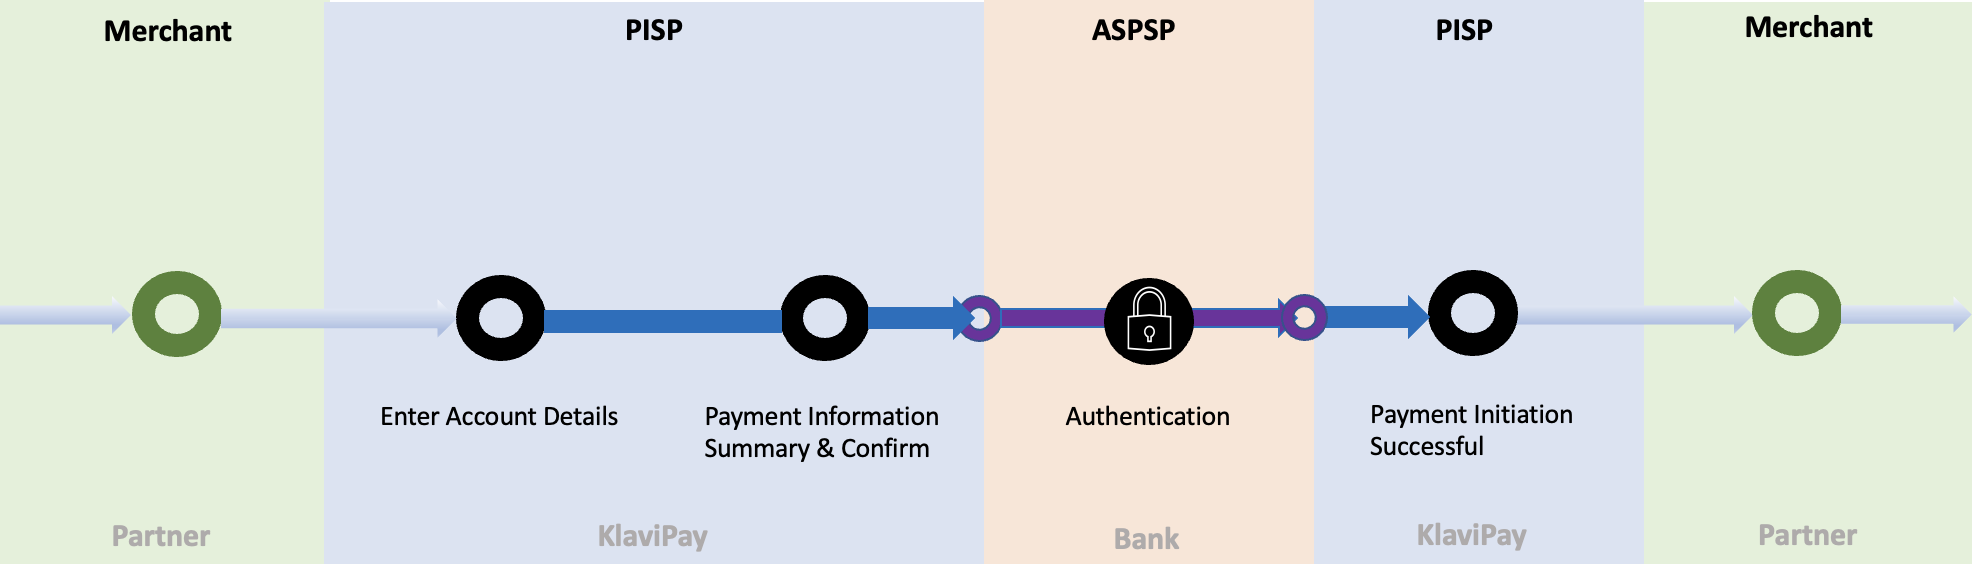 Merchant
PISP
ASPSP
PISP
Merchant
Enter Account Details
Payment Information
Summary & Confirm
Authentication
Payment Initiation
Successful
Partner
KlaviPay
Bank
KlaviPay
Partner